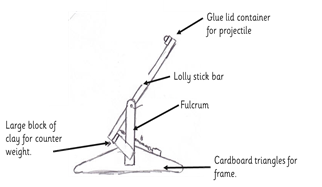 Glue lid container
for projectile
Lolly stick bar
Fulcrum
Large block of
clay for counter
weight.
Cardboard triangles for
frame.